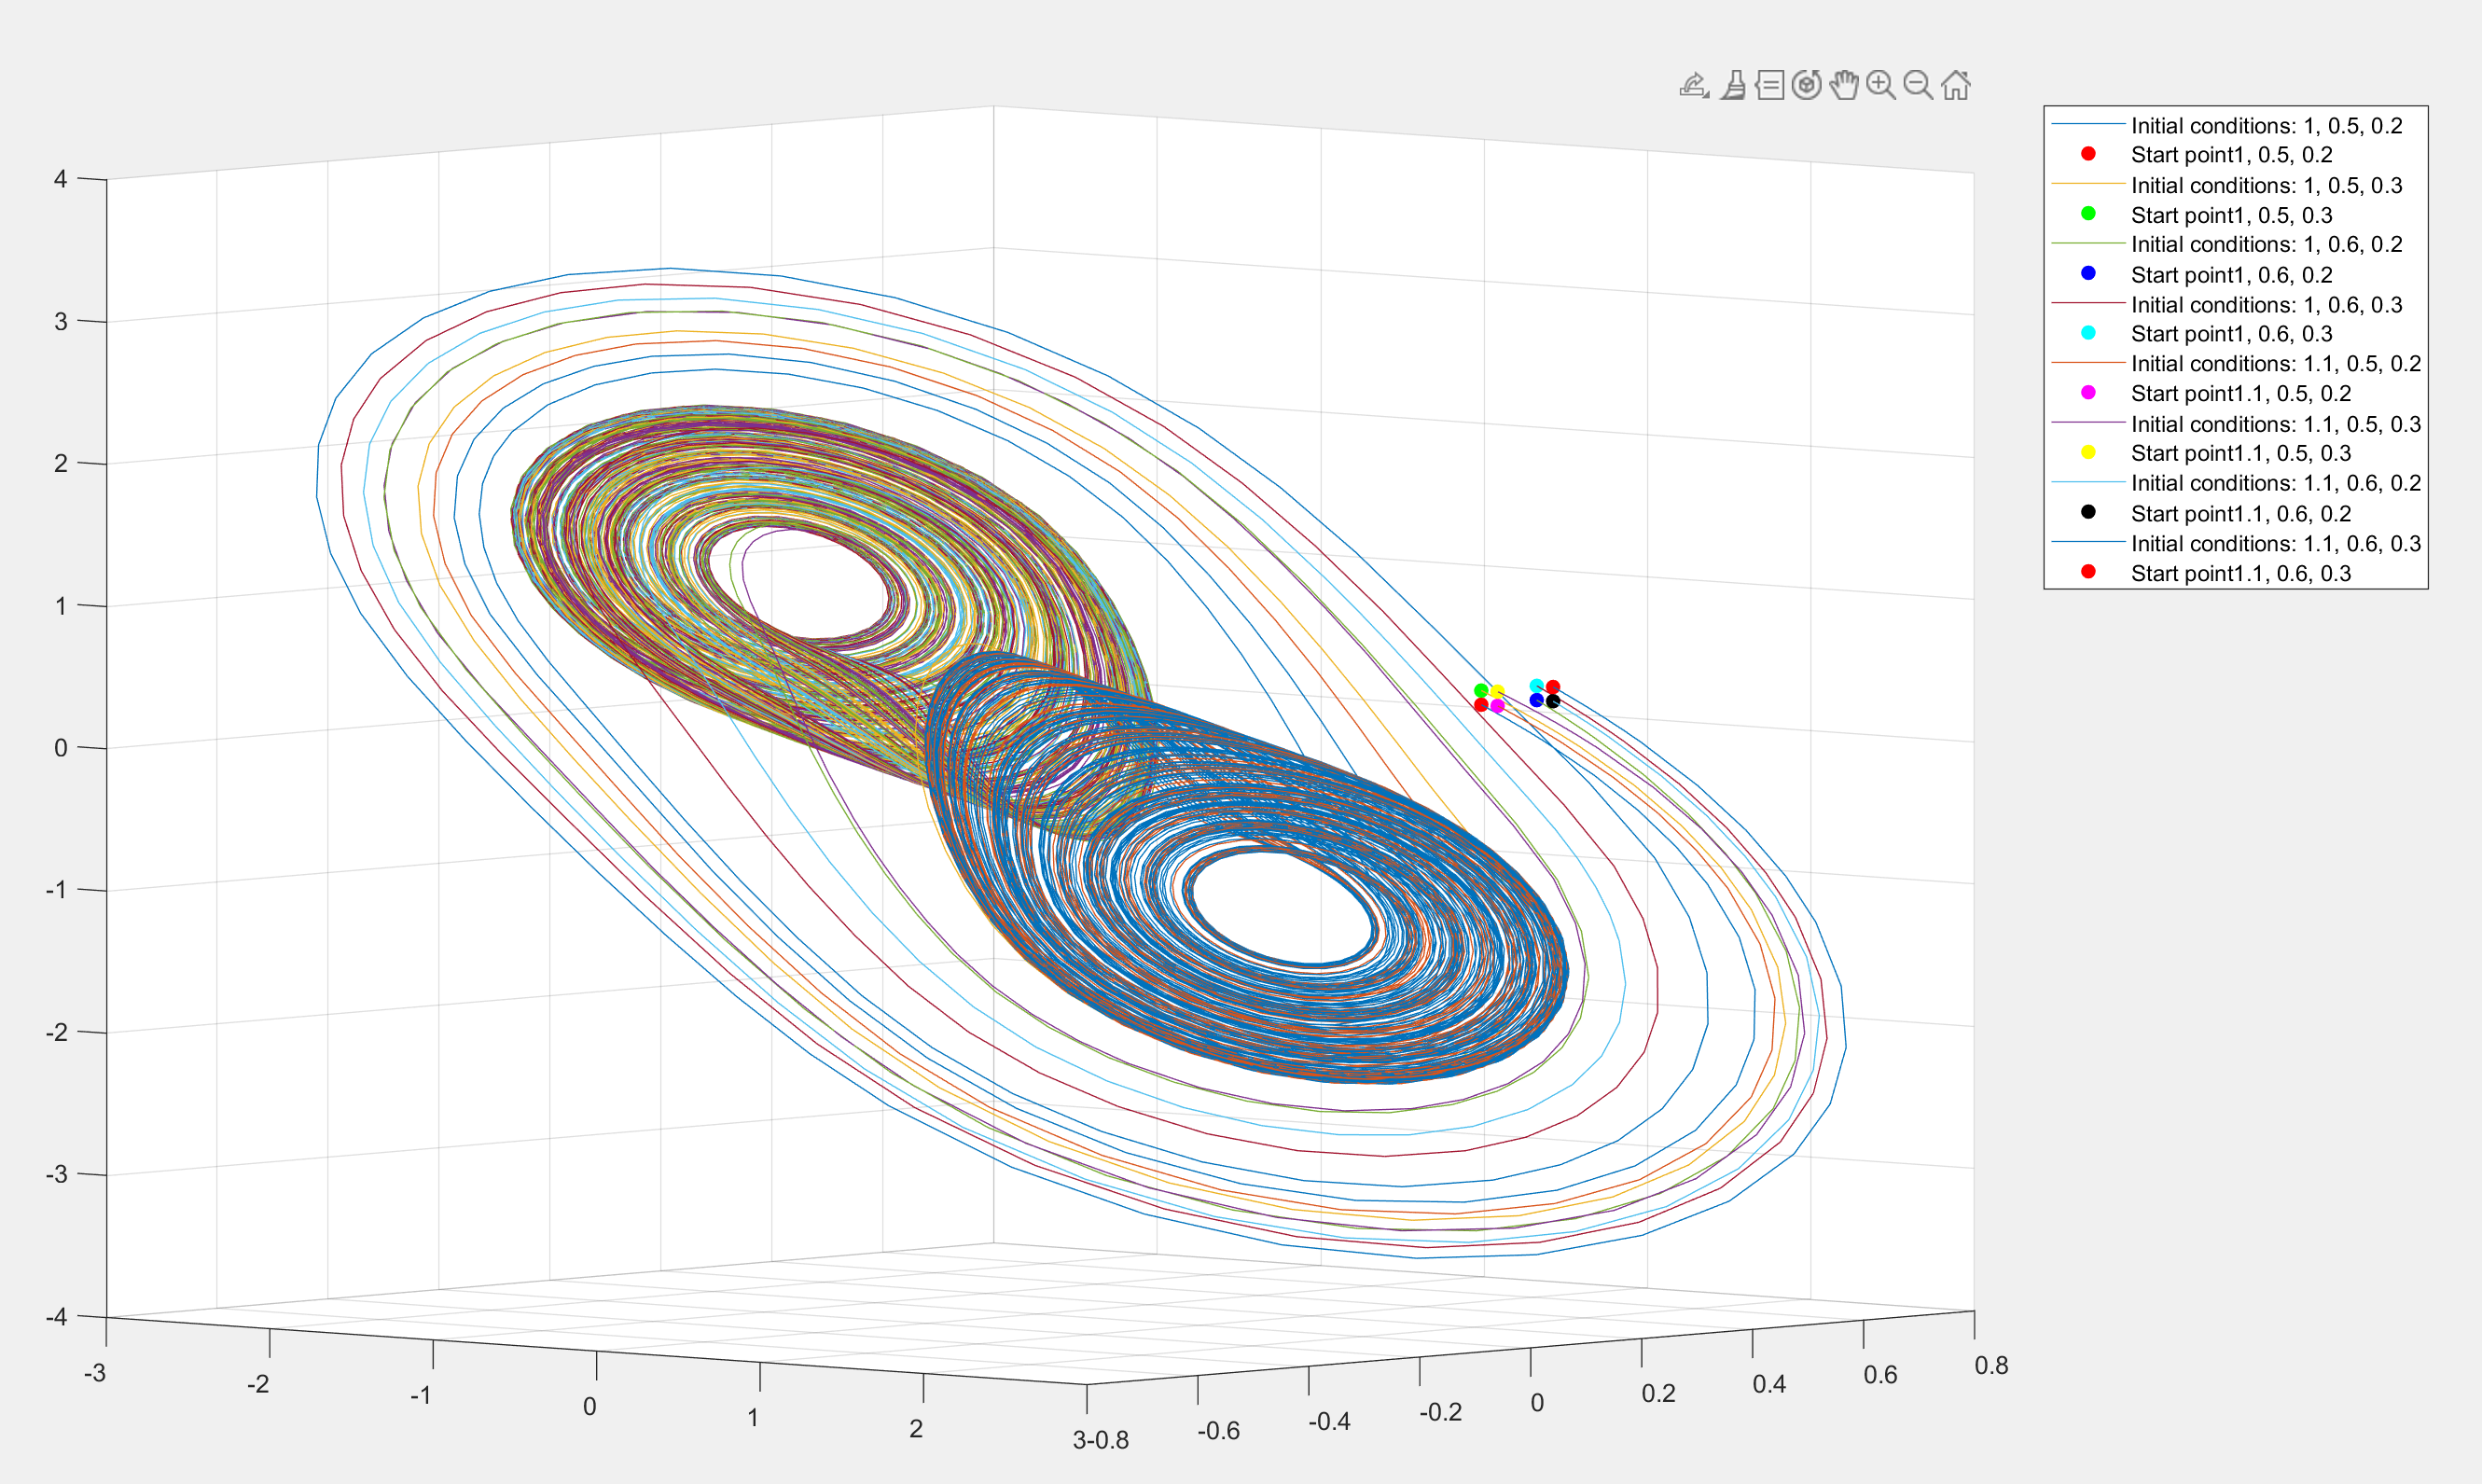 Initial conditions: 1, 0.5, 0.2
Start point1, 0.5, 0.2
Initial conditions: 1, 0.5, 0.3
Start point1, 0.5, 0.3
Initial conditions: 1, 0.6, 0.2
Start point1, 0.6, 0.2
Initial conditions: 1, 0.6, 0.3
Start point1, 0.6, 0.3
Initial conditions: 1.1, 0.5, 0.2
Start point1.1, 0.5, 0.2
Initial conditions: 1.1, 0.5, 0.3
Start point1.1, 0.5, 0.3
Initial conditions: 1.1, 0.6, 0.2
Start point1.1, 0.6, 0.2
Initial conditions: 1.1, 0.6, 0.3
Start point1.1, 0.6, 0.3
4
3
2
1
0
-1
-2
-3
-4
-3
-2
-1
0
1
2
3
-0.8
-0.6
-0.4
-0.2
0
0.2
0.4
0.6
0.8